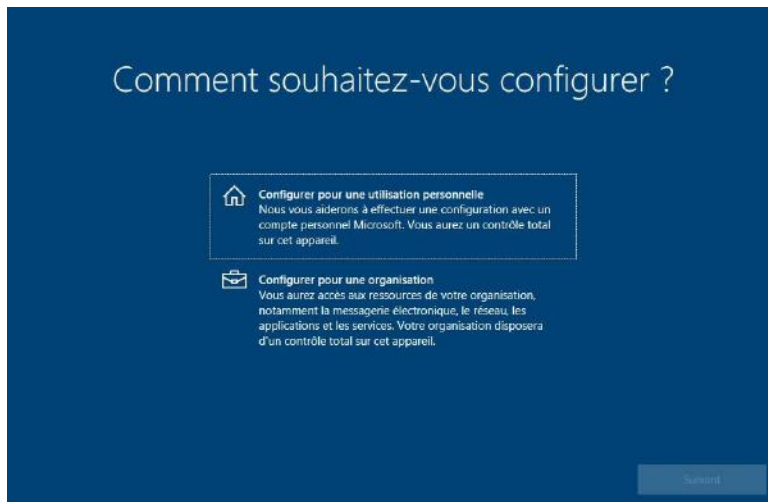 Comment souhaitez-vous configurer ?
Configurer pour une utilisation personnelle
Nous vous aiderons à effectuer une configuration avec un
compte personnel Microsoft. Vous aurez un contrôle total
sur cet appareil.
Configurer pour une organisation
Vous aurez accès aux ressources de votre organisation,
notamment la messagerie électronique, le réseau, les
applications et les services. Votre organisation disposera
d'un contrôle total sur cet appareil.
Suivant